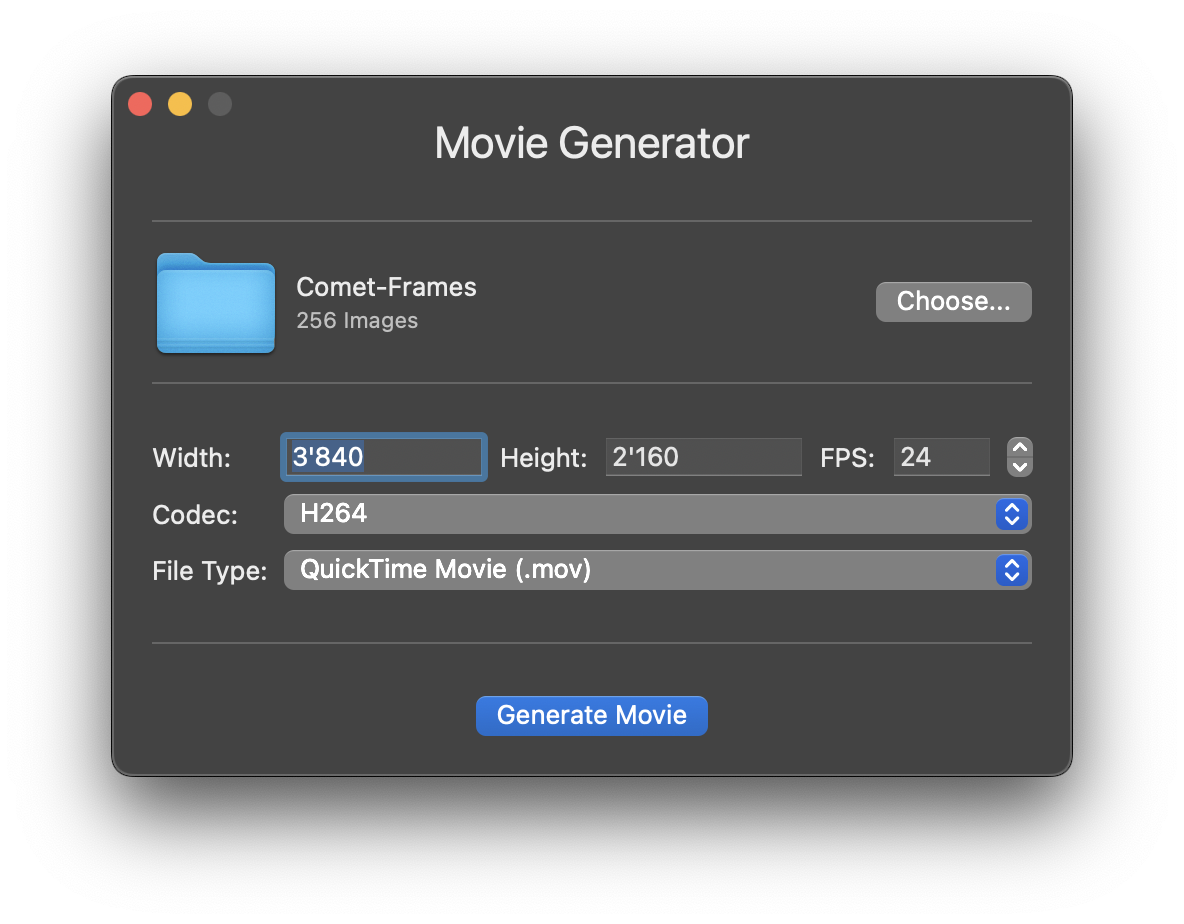 Movie Generator
Comet-Frames
256 Images
Choose...
Width: 3'840 Height: 2'160 FPS: 24
Codec: H264
File Type: QuickTime Movie (.mov)
Generate Movie